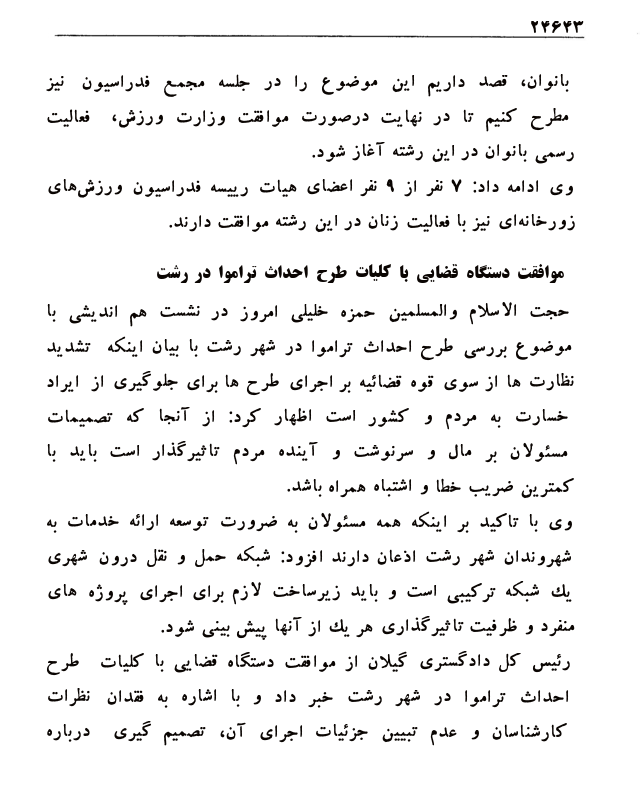 ۲۴۶۴۳
بانوان، قصد داریم این موضوع را در جلسه مجمع فدراسیون نیز
مطرح کنیم تا در نهایت درصورت موافقت وزارت ورزش، فعالیت
رسمی بانوان در این رشته آغاز شود.
وی ادامه داد: ۷ نفر از ۹ نفر اعضای هیات رییسه فدراسیون ورزش‌های
زورخانه‌ای نیز با فعالیت زنان در این رشته موافقت دارند.
موافقت دستگاه قضایی با کلیات طرح احداث تراموا در رشت
حجت الاسلام والمسلمین حمزه خلیلی امروز در نشست هم اندیشی با
موضوع بررسی طرح احداث تراموا در شهر رشت با بیان اینکه تشدید
نظارت ها از سوی قوه قضائیه بر اجرای طرح ها برای جلوگیری از ایراد
خسارت به مردم و کشور است اظهار کرد: از آنجا که تصمیمات
مسئولان بر مال و سرنوشت و آینده مردم تاثیرگذار است باید با
کمترین ضریب خطا و اشتباه همراه باشد.
وی با تاکید بر اینکه همه مسئولان به ضرورت توسعه ارائه خدمات به
شهروندان شهر رشت اذعان دارند افزود: شبکه حمل و نقل درون شهری
یك شبکه ترکیبی است و باید زیرساخت لازم برای اجرای پروژه های
منفرد و ظرفیت تاثیرگذاری هر یك از آنها پیش بینی شود.
رئیس کل دادگستری گیلان از موافقت دستگاه قضایی با کلیات طرح
احداث تراموا در شهر رشت خبر داد و با اشاره به فقدان نظرات
کارشناسان و عدم تبیین جزئیات اجرای آن، تصمیم گیری درباره